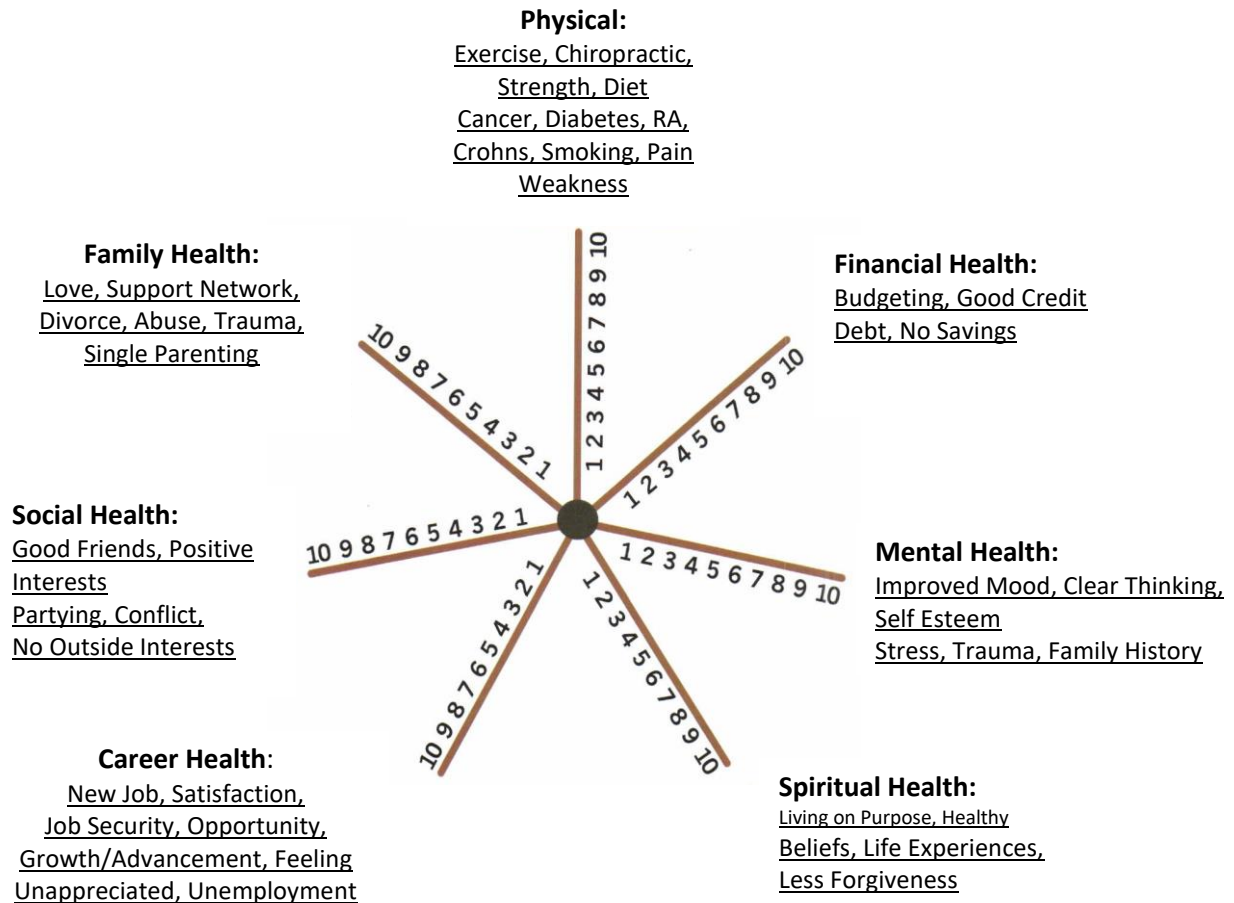 Physical:
Exercise, Chiropractic,
Strength, Diet
Cancer, Diabetes, RA,
Crohns, Smoking, Pain
Weakness
Family Health:
Love, Support Network,
Divorce, Abuse, Trauma,
Single Parenting
Financial Health:
Budgeting, Good Credit
Debt, No Savings
1 2 3 4 5 6 7 8 9 10
10 9 8 7 6 5 4 3 2 1
1 2 3 4 5 6 7 8 9 10
Social Health:
Good Friends, Positive
Interests
Partying, Conflict,
No Outside Interests
10 9 8 7 6 5 4 3 2 1
1 2 3 4 5 6 7 8 9 10
Mental Health:
Improved Mood, Clear Thinking,
Self Esteem
Stress, Trauma, Family History
10 9 8 7 6 5 4 3 2 1
1 2 3 4 5 6 7 8 9 10
Career Health:
New Job, Satisfaction,
Job Security, Opportunity,
Growth/Advancement, Feeling
Unappreciated, Unemployment
Spiritual Health:
Living on Purpose, Healthy
Beliefs, Life Experiences,
Less Forgiveness